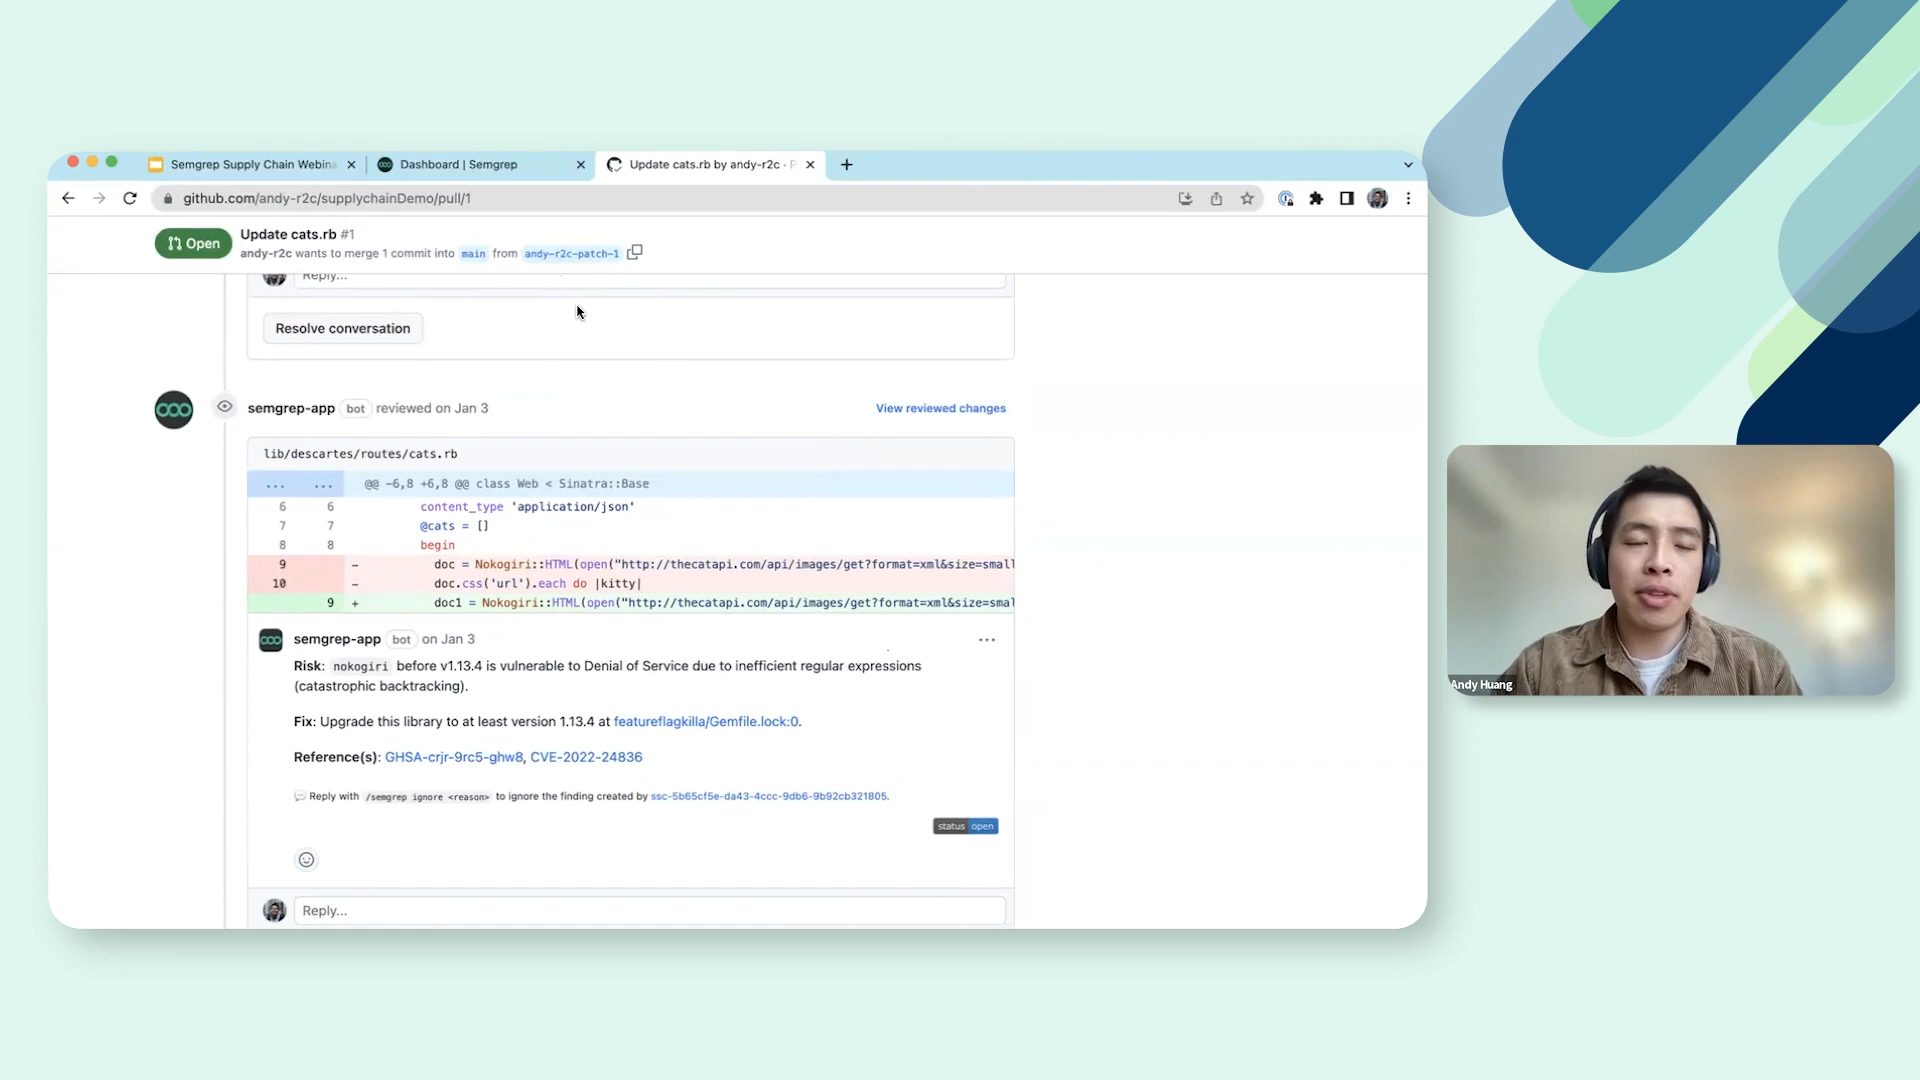 Semgrep Supply Chain Webina
Dashboard | Semgrep
Update cats.rb by andy-r2c · P
github.com/andy-r2c/supplychainDemo/pull/1
Open
Update cats.rb #1
andy-r2c wants to merge 1 commit into main from andy-r2c-patch-1
Reply...
Resolve conversation
semgrep-app bot reviewed on Jan 3
View reviewed changes
lib/descartes/routes/cats.rb
... ... @@ -6,8 +6,8 @@ class Web < Sinatra::Base
6 6 content_type 'application/json'
7 7 @cats = []
8 8 begin
9 - doc = Nokogiri::HTML(open("http://thecatapi.com/api/images/get?format=xml&size=small
10 - doc.css('url').each do |kitty|
9 + doc1 = Nokogiri::HTML(open("http://thecatapi.com/api/images/get?format=xml&size=smal
semgrep-app bot on Jan 3
Risk: nokogiri before v1.13.4 is vulnerable to Denial of Service due to inefficient regular expressions
(catastrophic backtracking).
Fix: Upgrade this library to at least version 1.13.4 at featureflagkilla/Gemfile.lock:0.
Reference(s): GHSA-crjr-9rc5-ghw8, CVE-2022-24836
Reply with /semgrep ignore <reason> to ignore the finding created by ssc-5b65cf5e-da43-4ccc-9db6-9b92cb321805.
status open
Reply...
Andy Huang